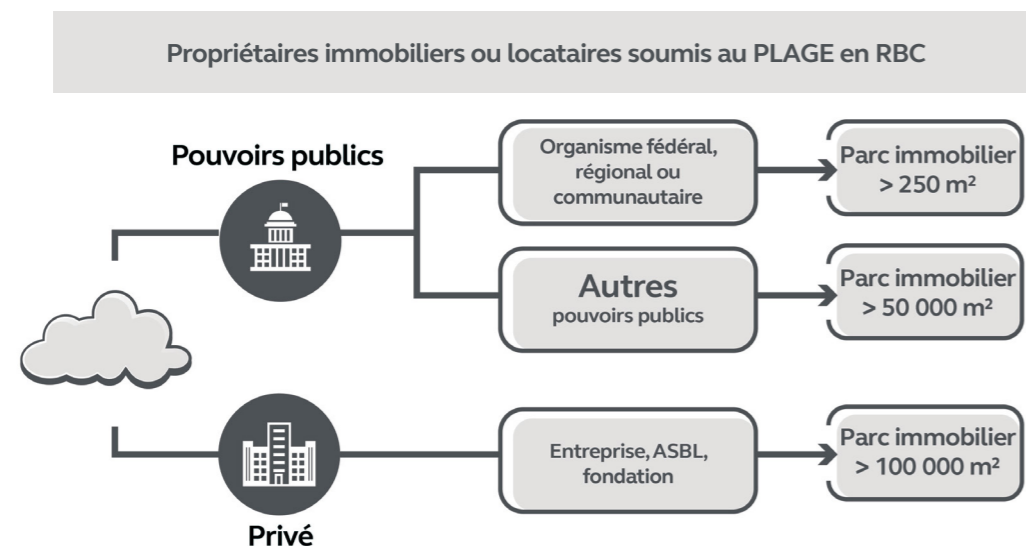 Propriétaires immobiliers ou locataires soumis au PLAGE en RBC
Pouvoirs publics
Organisme fédéral,
régional ou
communautaire
Parc immobilier
> 250 m²
Autres
pouvoirs publics
Parc immobilier
> 50 000 m²
Entreprise, ASBL,
fondation
Parc immobilier
> 100 000 m²
Privé